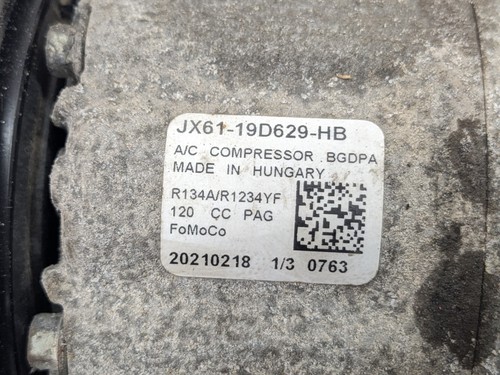 JX61-19D629-HB
A/C COMPRESSOR BGDPA
MADE IN HUNGARY
R134A/R1234YF
120 CC PAG
FoMoCo
20210218 1/3 0763